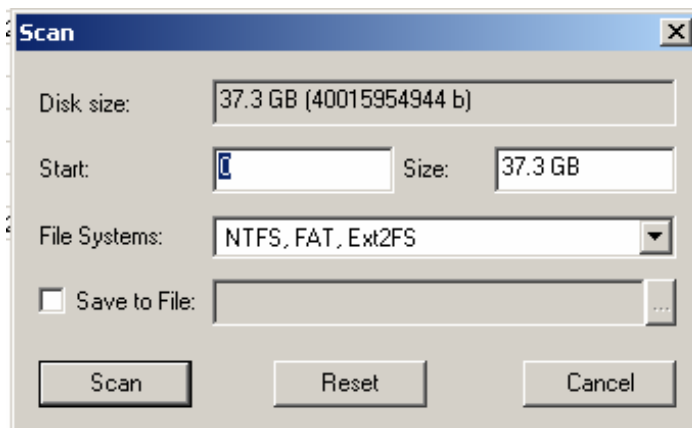 Scan
Disk size: 37.3 GB (40015954944 b)
Start: 0 Size: 37.3 GB
File Systems: NTFS, FAT, Ext2FS
Save to File: ...
Scan Reset Cancel